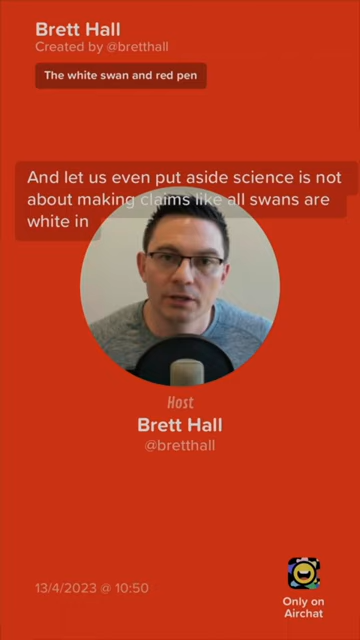 Brett Hall
Created by @bretthall
The white swan and red pen
And let us even put aside science is not
about making claims like all swans are
white in
Host
Brett Hall
@bretthall
13/4/2023 @ 10:50
Only on
Airchat